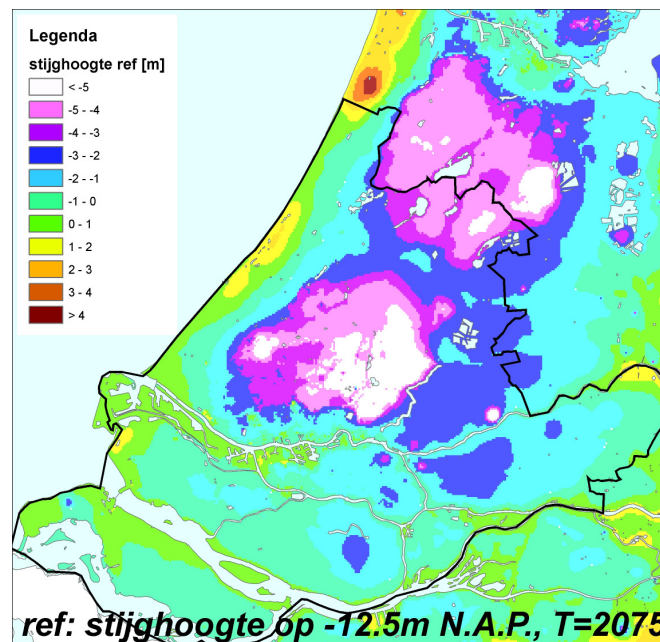 Legenda
stijghoogte ref [m]
< -5
-5 - -4
-4 - -3
-3 - -2
-2 - -1
-1 - 0
0 - 1
1 - 2
2 - 3
3 - 4
> 4
ref: stijghoogte op -12.5m N.A.P., T=2075